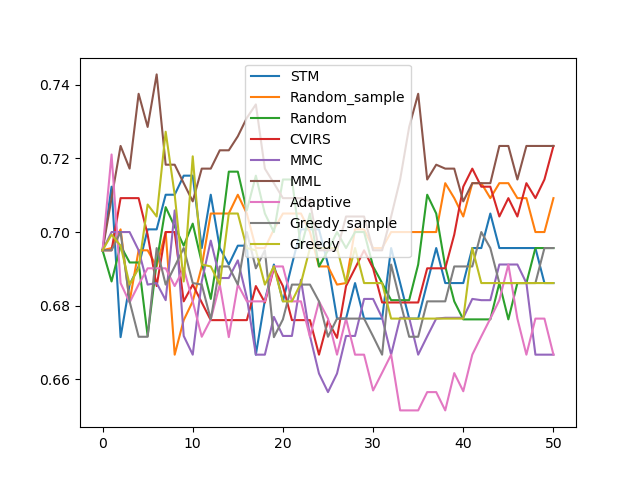 0.74
0.72
0.70
0.68
0.66
0
10
20
30
40
50
STM
Random_sample
Random
CVIRS
MMC
MML
Adaptive
Greedy_sample
Greedy